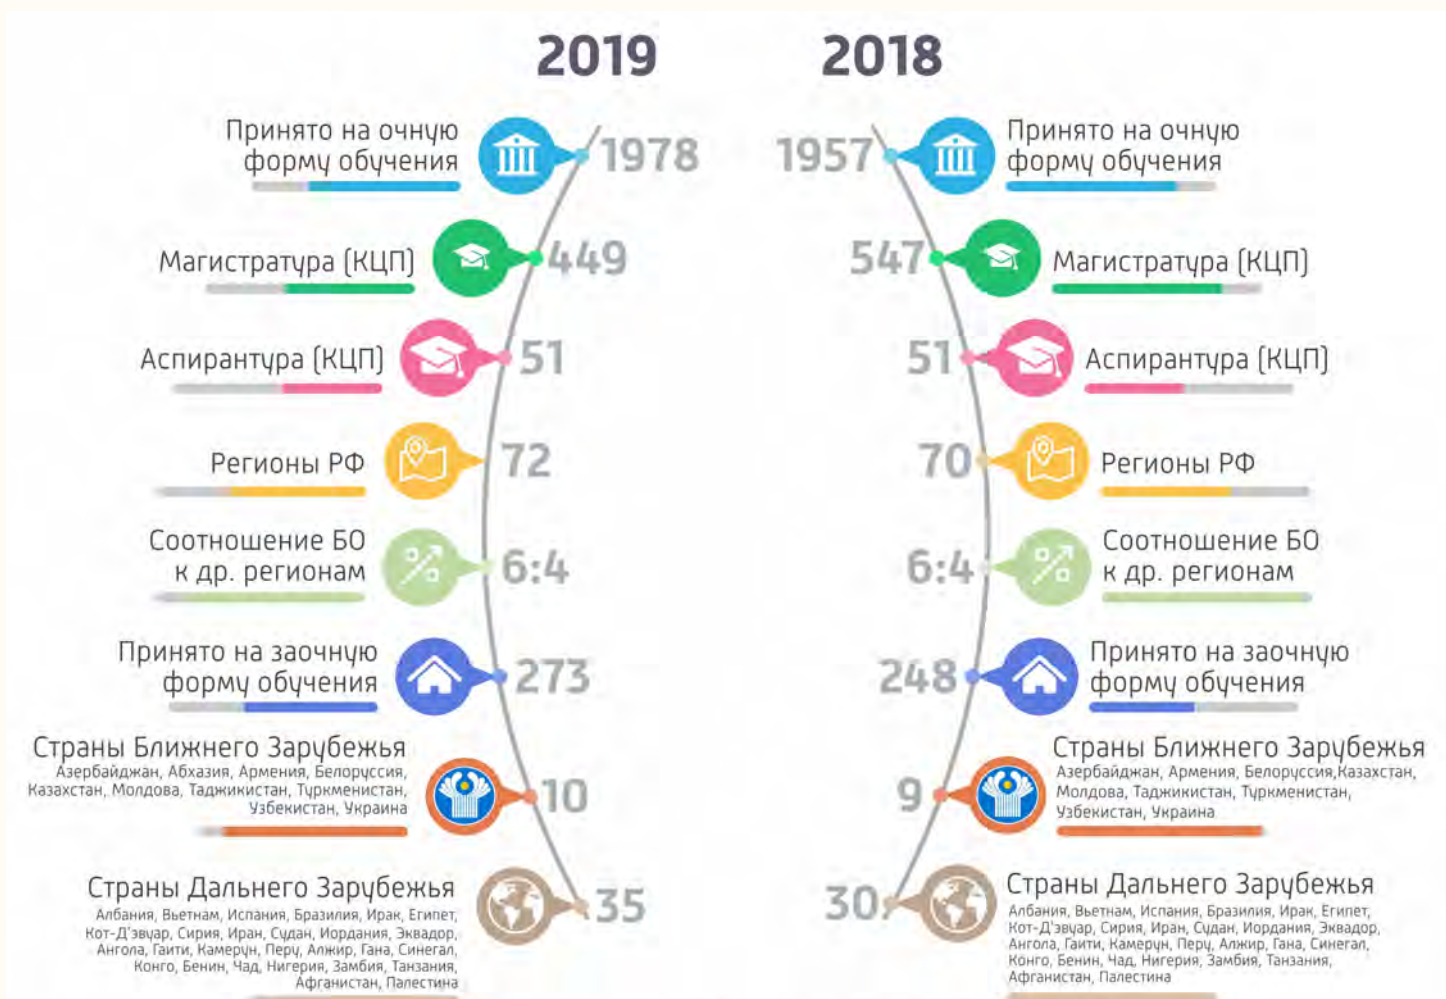 2019
2018
Принято на очную
форму обучения
1978
Магистратура (КЦП)
449
Аспирантура (КЦП)
51
Регионы РФ
72
Соотношение БО
к др. регионам
6:4
Принято на заочную
форму обучения
273
Страны Ближнего Зарубежья
Азербайджан, Абхазия, Армения, Белоруссия,
Казахстан, Молдова, Таджикистан, Туркменистан,
Узбекистан, Украина
10
Страны Дальнего Зарубежья
Албания, Вьетнам, Испания, Бразилия, Ирак, Египет,
Кот-Д'звуар, Сирия, Иран, Судан, Иордания, Эквадор,
Ангола, Гаити, Камерун, Перу, Алжир, Гана, Синегал,
Конго, Бенин, Чад, Нигерия, Замбия, Танзания,
Афганистан, Палестина
35
1957
Принято на очную
форму обучения
547
Магистратура (КЦП)
51
Аспирантура (КЦП)
70
Регионы РФ
6:4
Соотношение БО
к др. регионам
248
Принято на заочную
форму обучения
9
Страны Ближнего Зарубежья
Азербайджан, Армения, Белоруссия,Казахстан,
Молдова, Таджикистан, Туркменистан,
Узбекистан, Украина
30
Страны Дальнего Зарубежья
Албания, Вьетнам, Испания, Бразилия, Ирак, Египет,
Кот-Д'звуар, Сирия, Иран, Судан, Иордания, Эквадор,
Ангола, Гаити, Камерун, Перу, Алжир, Гана, Синегал,
Конго, Бенин, Чад, Нигерия, Замбия, Танзания,
Афганистан, Палестина